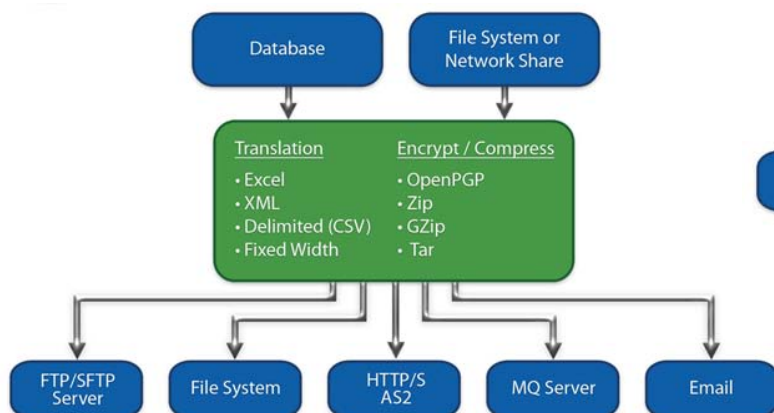 Database
File System or
Network Share
Translation
• Excel
• XML
• Delimited (CSV)
• Fixed Width
Encrypt / Compress
• OpenPGP
• Zip
• GZip
• Tar
FTP/SFTP
Server
File System
HTTP/S
AS2
MQ Server
Email